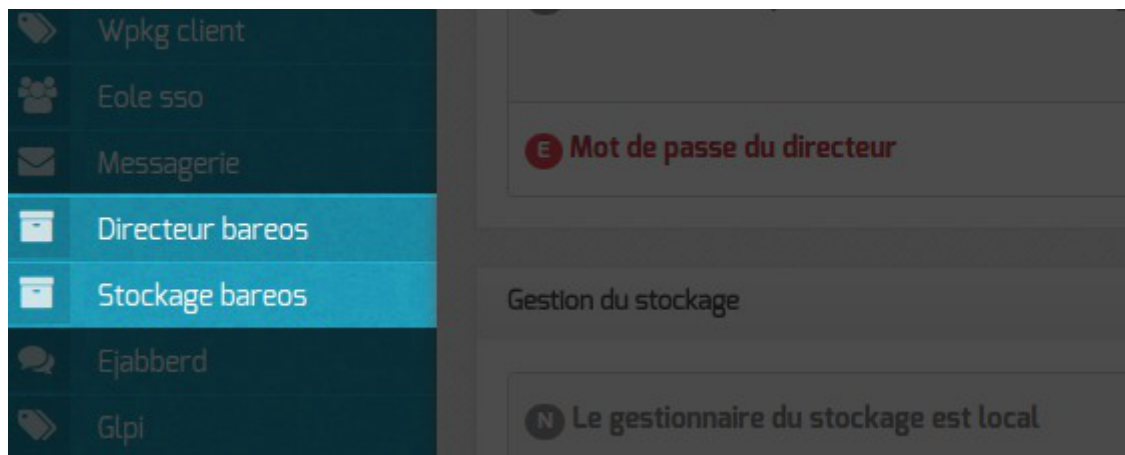 Wpkg client
Eole sso
Messagerie
Directeur bareos
Stockage bareos
Ejabberd
Glpi
E Mot de passe du directeur
Gestion du stockage
N Le gestionnaire du stockage est local